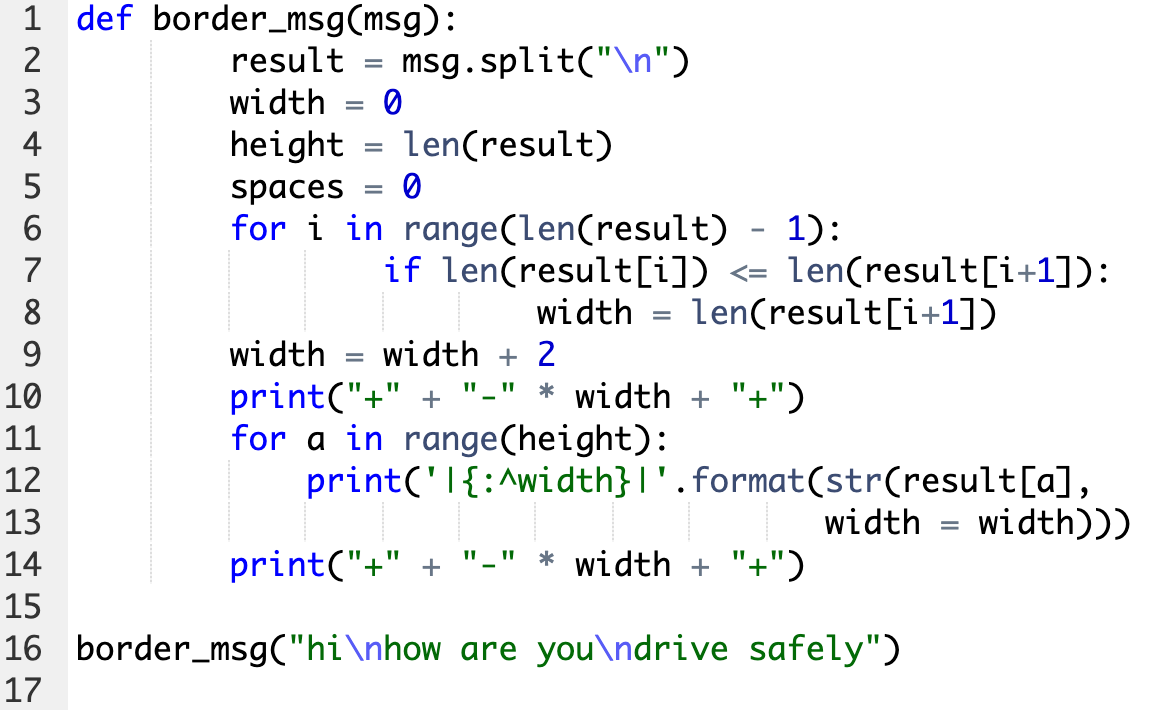 1 def border_msg(msg):
2         result = msg.split("\n")
3         width = 0
4         height = len(result)
5         spaces = 0
6         for i in range(len(result) - 1):
7                 if len(result[i]) <= len(result[i+1]):
8                         width = len(result[i+1])
9         width = width + 2
10         print("+" + "-" * width + "+")
11         for a in range(height):
12             print('|{:^width}|'.format(str(result[a],
13                                        width = width)))
14         print("+" + "-" * width + "+")
15
16 border_msg("hi\nhow are you\ndrive safely")
17